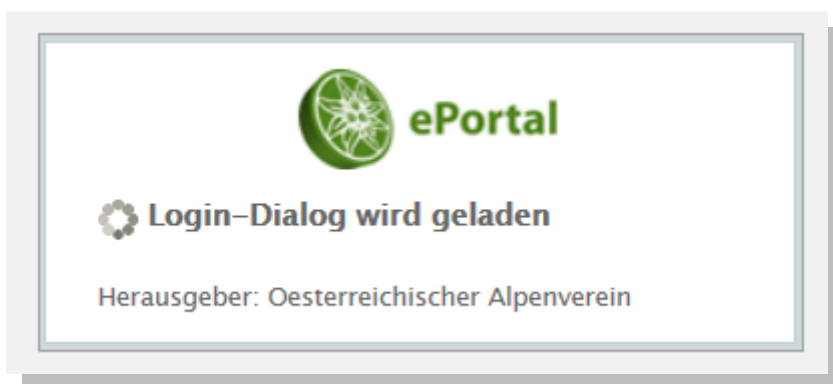 ePortal
Login-Dialog wird geladen
Herausgeber: Oesterreichischer Alpenverein